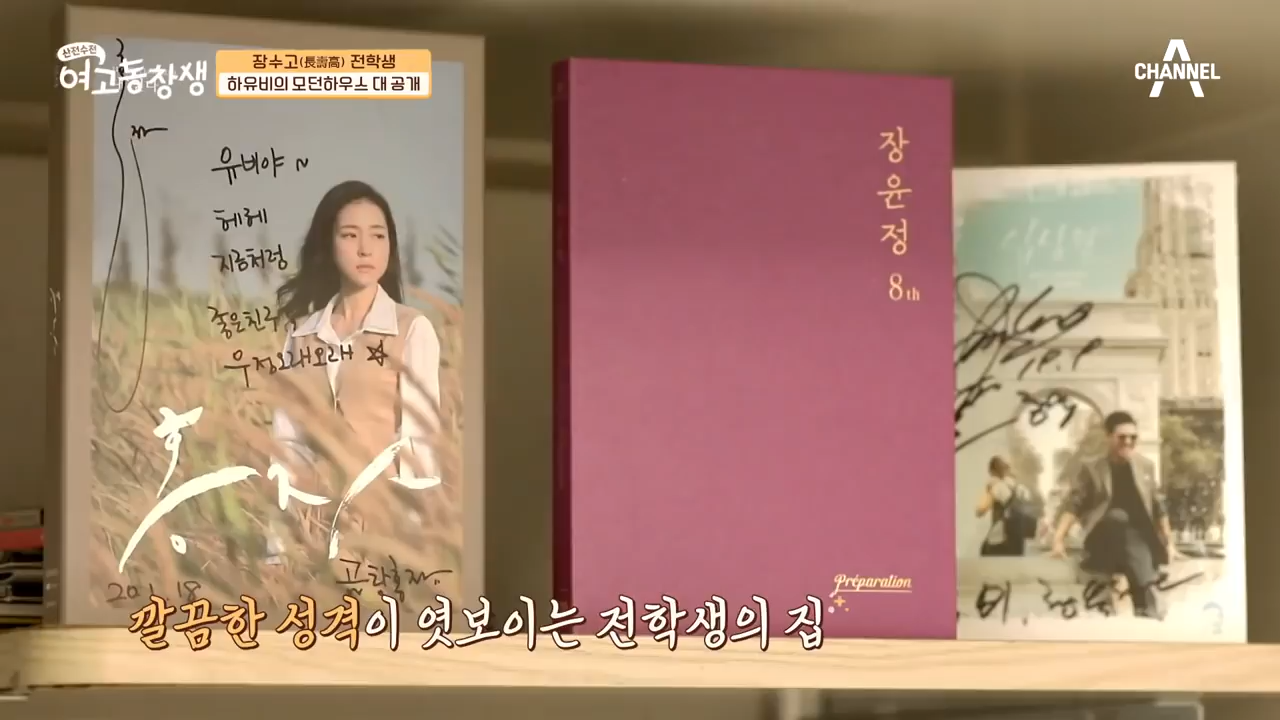 산전수전
여고동창생
장수고(長壽高) 전학생
하유비의 모던하우스 대 공개
CHANNEL A
유비야~
헤헤
지금처럼
좋은친구
우정오래오래
홍자
장윤정
8th
Préparation
깔끔한 성격이 엿보이는 전학생의 집